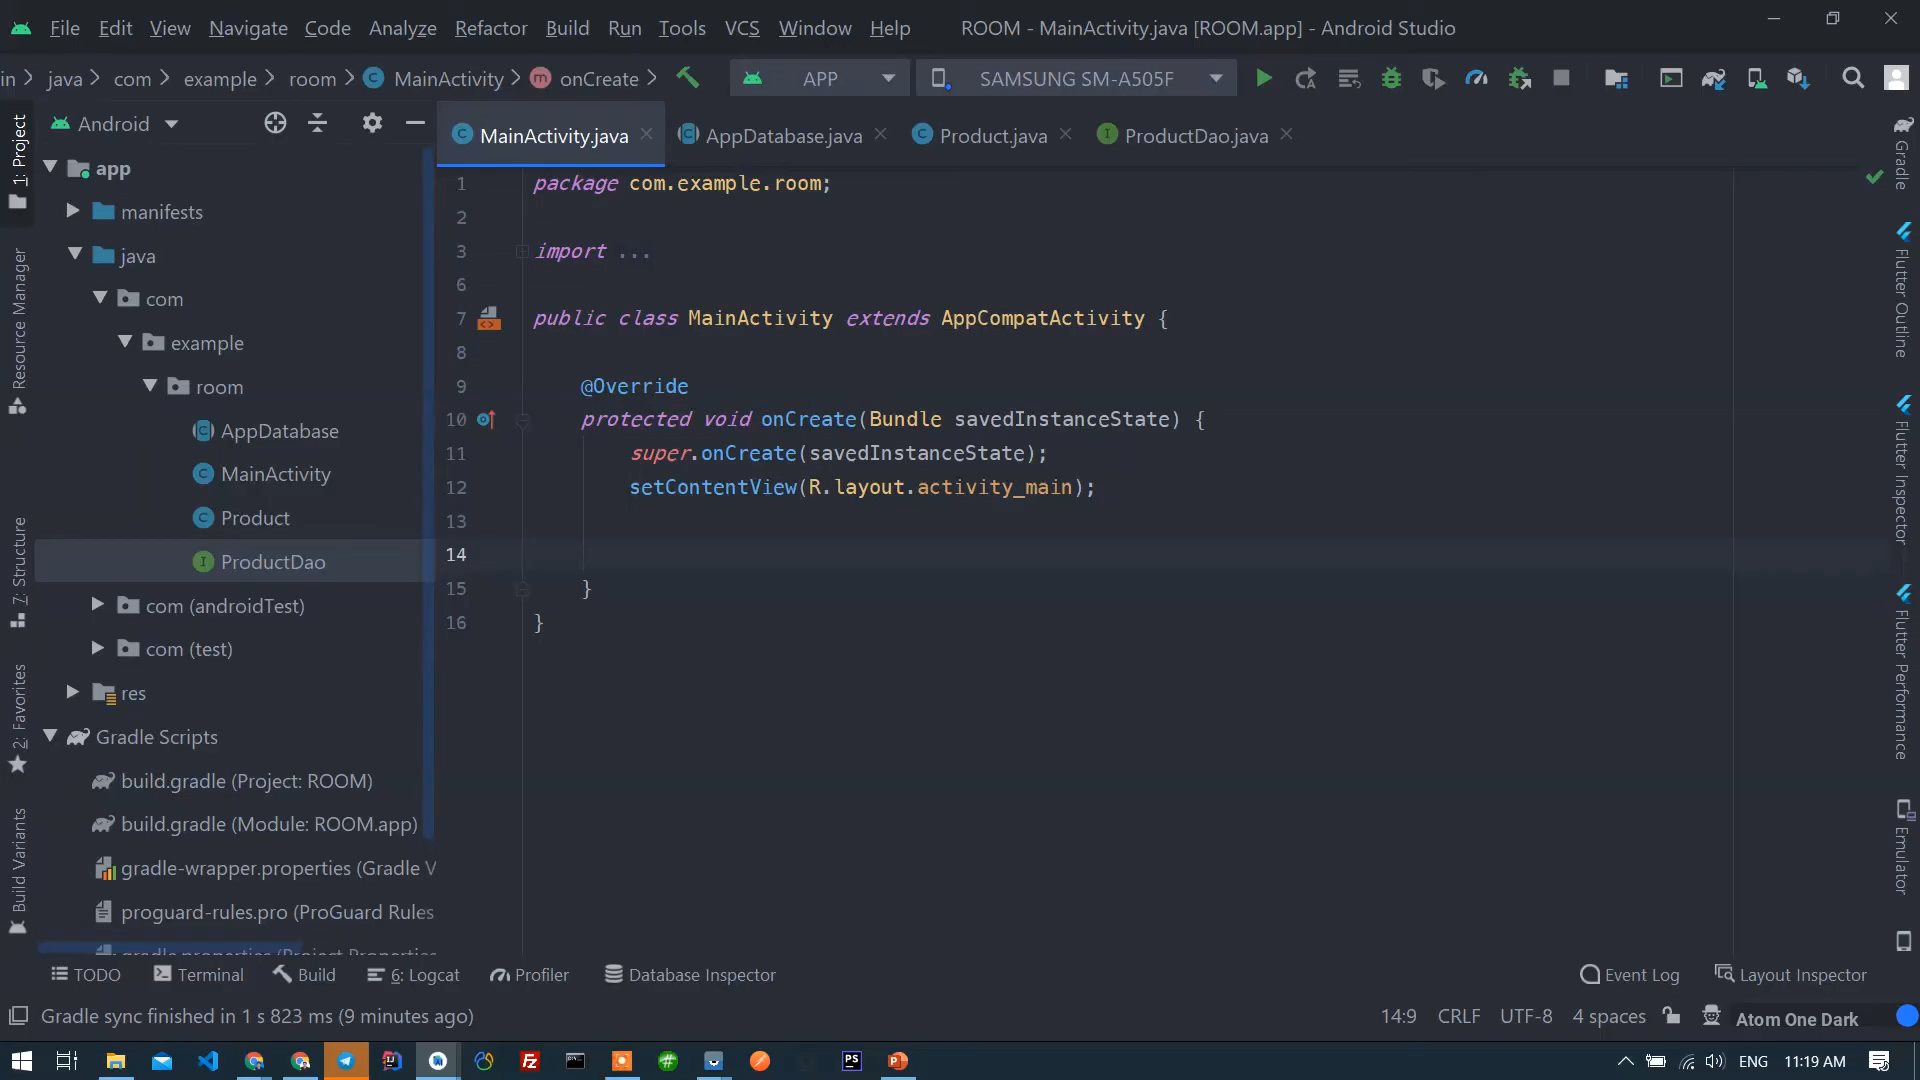 File Edit View Navigate Code Analyze Refactor Build Run Tools VCS Window Help ROOM - MainActivity.java [ROOM.app] - Android Studio
in java com example room MainActivity onCreate APP SAMSUNG SM-A505F
Android
MainActivity.java AppDatabase.java Product.java ProductDao.java
app
manifests
java
com
example
room
AppDatabase
MainActivity
Product
ProductDao
com (androidTest)
com (test)
res
Gradle Scripts
build.gradle (Project: ROOM)
build.gradle (Module: ROOM.app)
gradle-wrapper.properties (Gradle V
proguard-rules.pro (ProGuard Rules
gradle.properties (Project Properties
1 package com.example.room;
2
3 import ...
6
7 public class MainActivity extends AppCompatActivity {
8
9 @Override
10 protected void onCreate(Bundle savedInstanceState) {
11 super.onCreate(savedInstanceState);
12 setContentView(R.layout.activity_main);
13
14
15 }
16 }
1: Project
Resource Manager
7: Structure
2: Favorites
Build Variants
Gradle
Flutter Outline
Flutter Inspector
Flutter Performance
Emulator
TODO Terminal Build 6: Logcat Profiler Database Inspector Event Log Layout Inspector
Gradle sync finished in 1 s 823 ms (9 minutes ago) 14:9 CRLF UTF-8 4 spaces Atom One Dark
ENG 11:19 AM